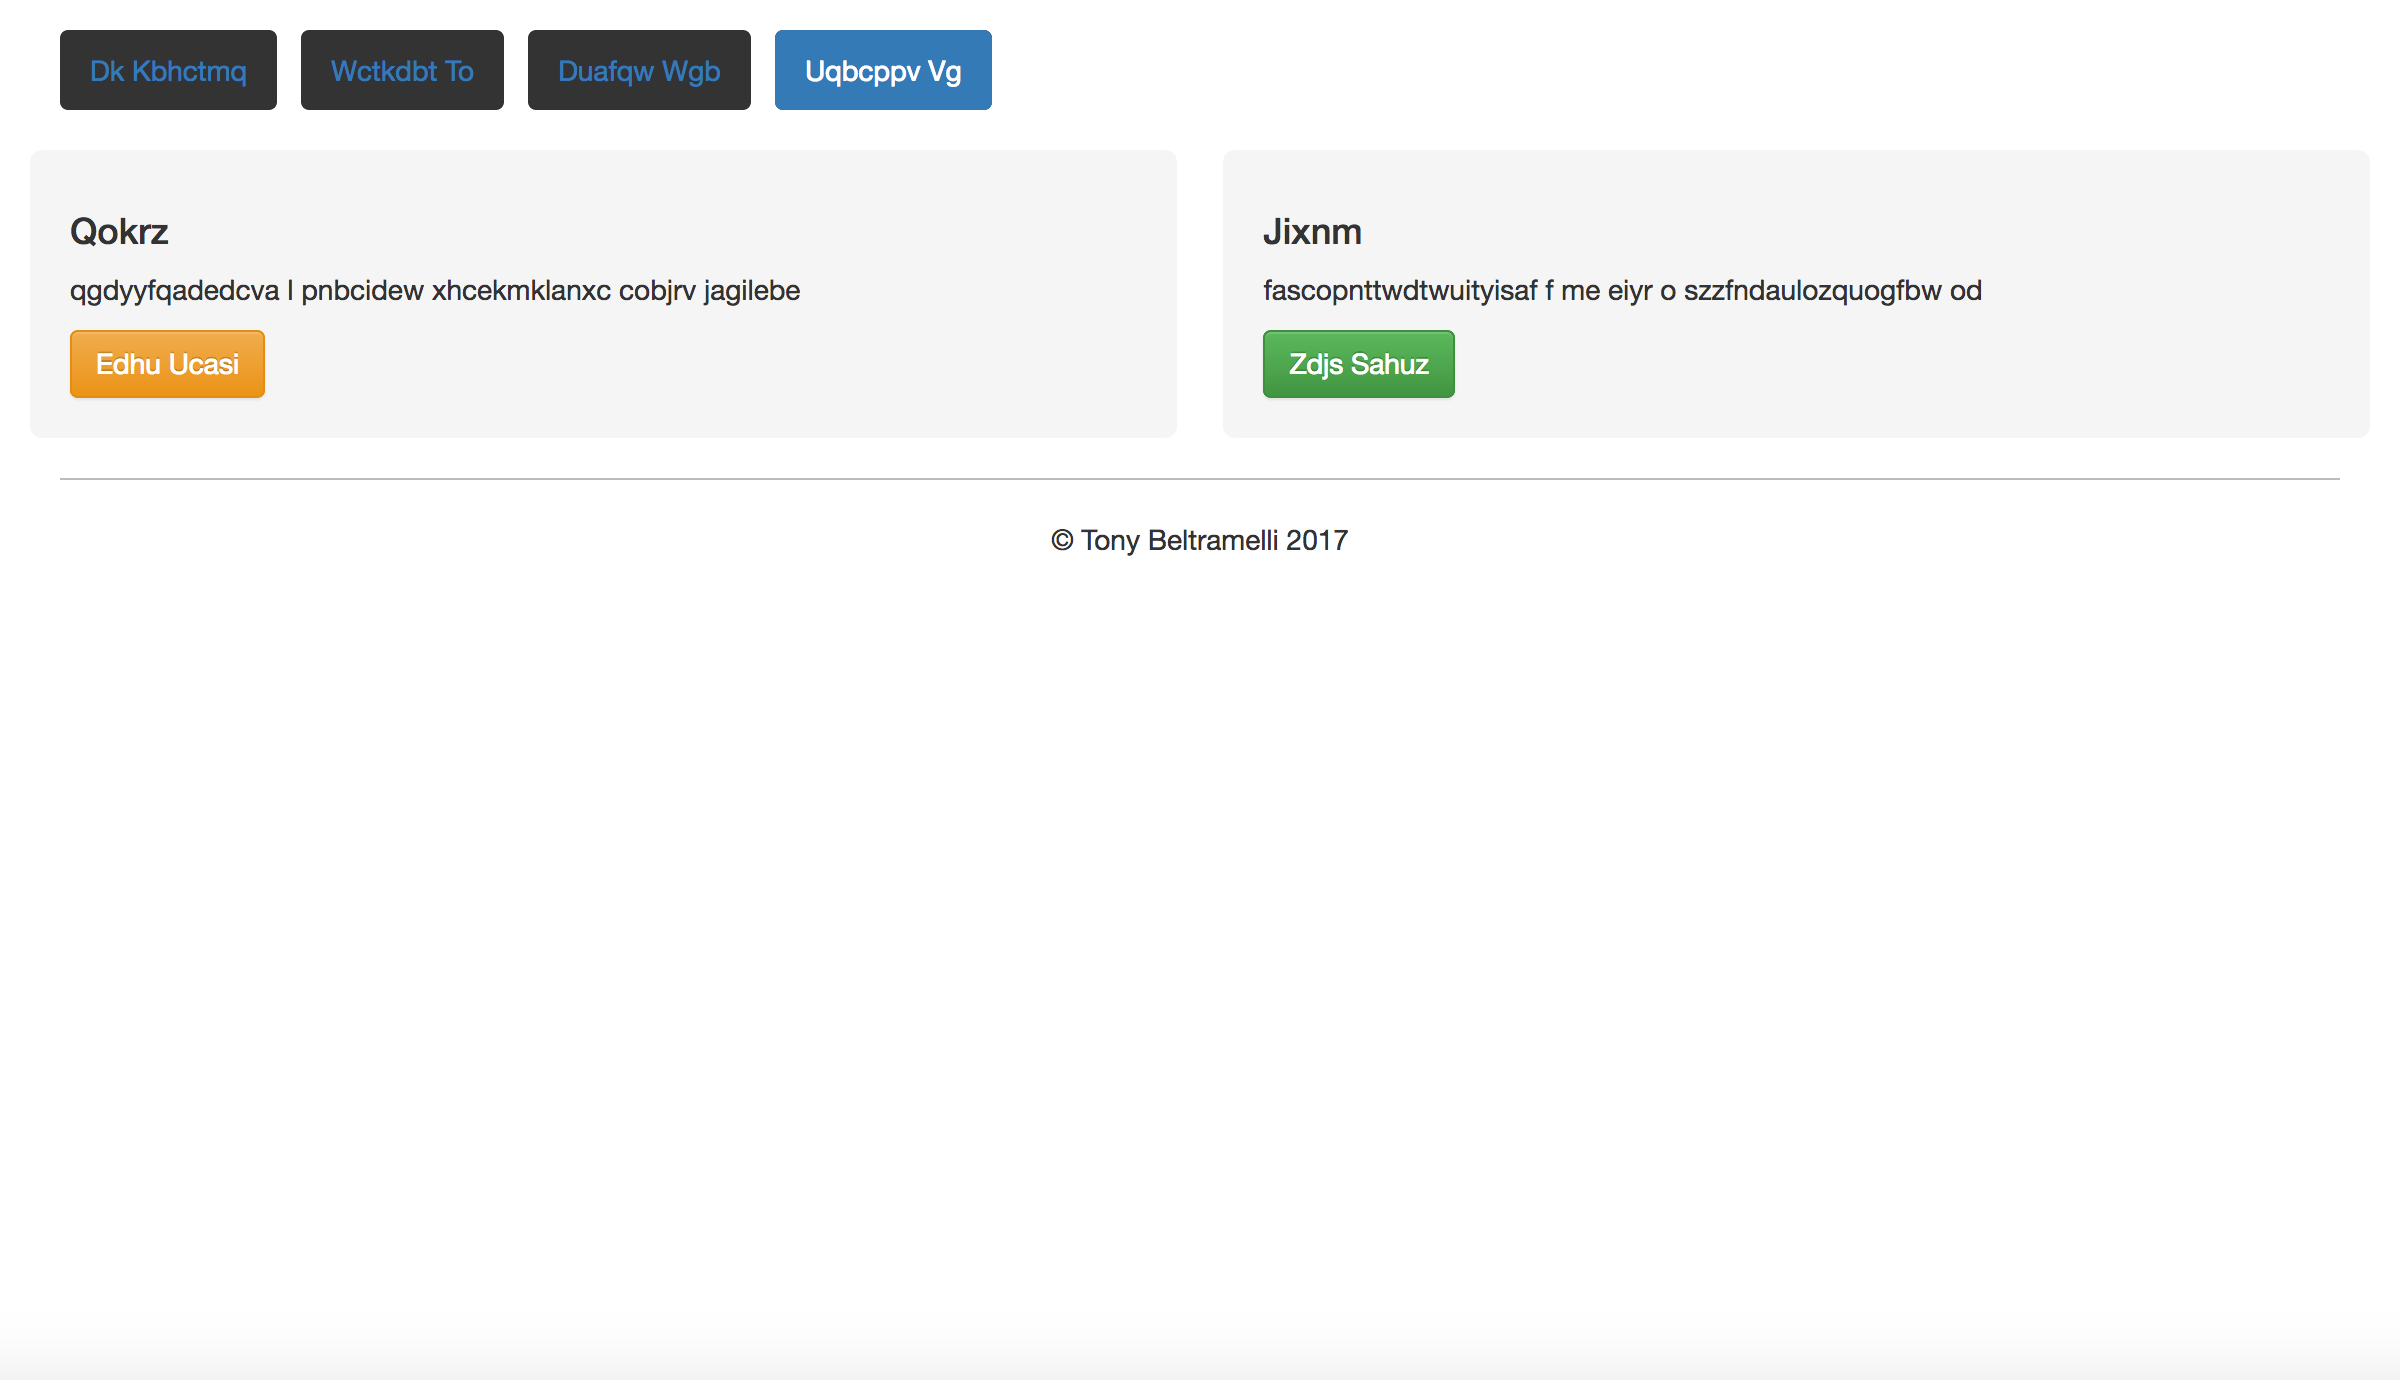 Dk Kbhctmq Wctkdbt To Duafqw Wgb Uqbcppv Vg
Qokrz
qgdyyfqadedcva l pnbcidew xhcekmklanxc cobjrv jagilebe
Edhu Ucasi
Jixnm
fascopnttwdtwuityisaf f me eiyr o szzfndaulozquogfbw od
Zdjs Sahuz
© Tony Beltramelli 2017